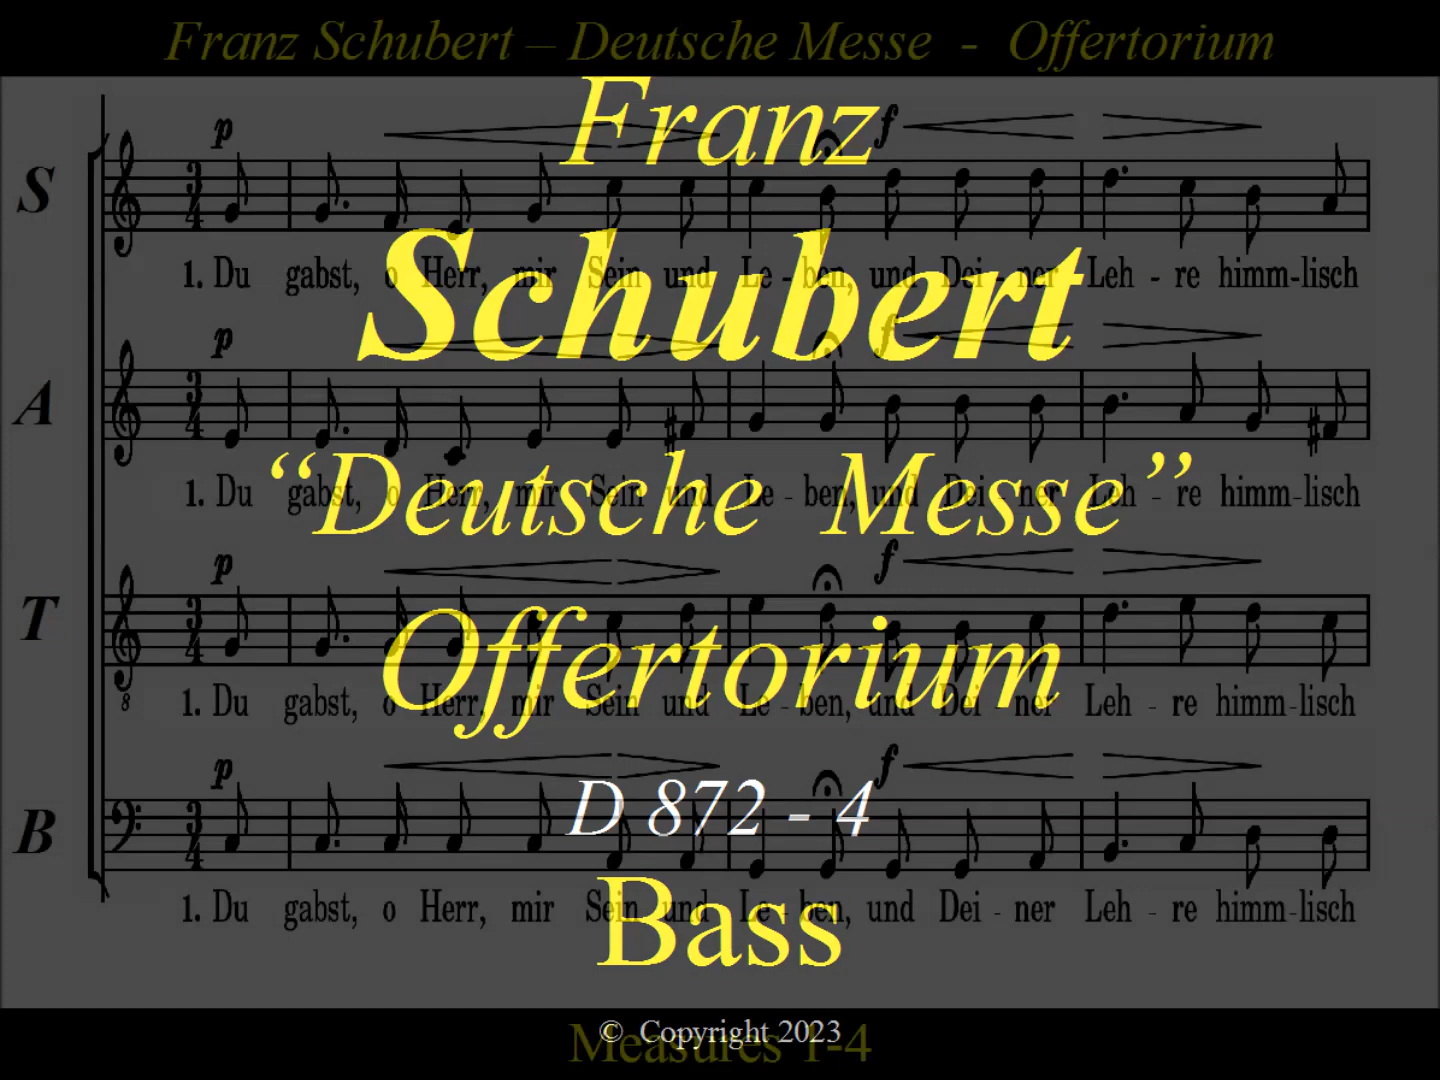 Franz Schubert – Deutsche Messe - Offertorium
Franz
p f
S
1. Du gabst, o Herr, mir Sein und Le - ben, und Dei - ner Leh - re himm-lisch
Schubert
p f
A
1. Du gabst, o Herr, mir Sein und Le - ben, und Dei - ner Leh - re himm-lisch
“Deutsche Messe”
p f
T
8
1. Du gabst, o Herr, mir Sein und Le - ben, und Dei - ner Leh - re himm-lisch
Offertorium
p f
D 872 - 4
B
1. Du gabst, o Herr, mir Sein und Le - ben, und Dei - ner Leh - re himm-lisch
Bass
© Copyright 2023
Measures 1-4